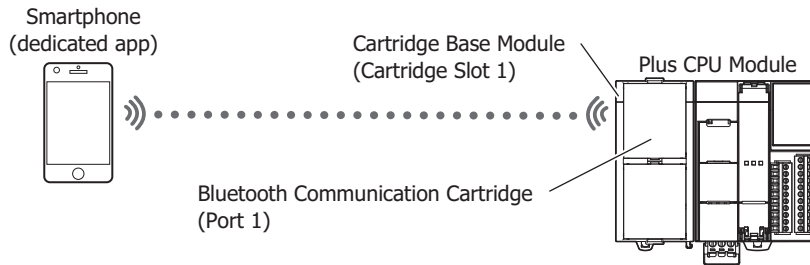 Smartphone
(dedicated app)
Cartridge Base Module
(Cartridge Slot 1)
Plus CPU Module
Bluetooth Communication Cartridge
(Port 1)